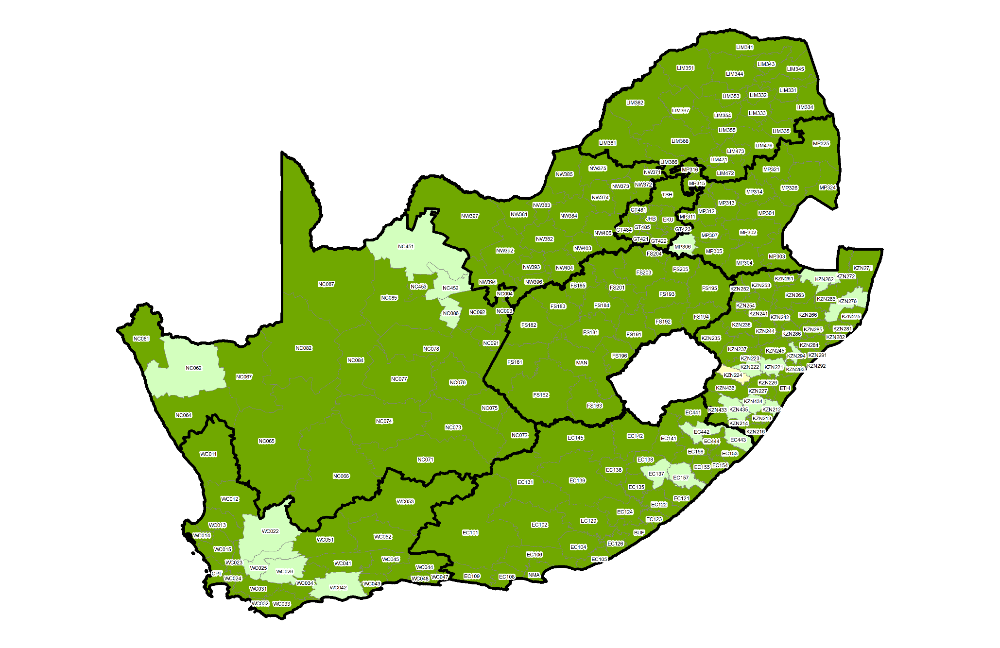 LIM341
LIM343
LIM351
LIM345
LIM344
LIM331
LIM353
LIM332
LIM362
LIM334
LIM367
LIM333
LIM354
LIM355
LIM335
LIM368
LIM361
MP325
LIM476
LIM473
LIM471
LIM366
NW375
MP321
MP316
NW371
LIM472
NW385
MP315
NW372
NW373
MP326
MP324
MP314
TSH
NW374
MP313
NW383
GT481
MP312
MP301
NW397
NW381
NW384
MP311
JHB
EKU
GT485
GT484
GT423
NW405
MP302
MP307
NW382
GT421
GT422
NC451
MP306
NW403
NW392
MP305
FS204
MP303
MP304
NW393
NW404
FS205
KZN271
FS203
KZN272
KZN261
KZN262
NC087
NW394
NW396
FS185
KZN253
NC453
NC452
FS201
FS195
KZN252
NC094
FS193
KZN263
NC085
KZN265
KZN276
FS183
FS184
KZN254
NC093
NC092
NC086
KZN241
KZN266
KZN242
KZN275
FS194
FS192
FS182
KZN238
KZN285
KZN281
KZN244
FS181
FS191
KZN286
KZN282
NC061
KZN235
NC091
KZN284
NC082
NC078
KZN237
KZN245
KZN291
FS196
KZN294
KZN223
NC084
FS161
MAN
KZN292
KZN222
KZN221
NC062
KZN293
KZN224
NC067
NC077
NC076
KZN226
KZN436
ETH
KZN227
FS162
KZN434
FS163
NC075
KZN433
KZN435
KZN212
EC441
NC064
KZN213
NC074
KZN214
NC073
EC442
KZN216
NC072
EC145
EC142
EC141
EC443
NC065
EC444
EC156
EC153
WC011
NC071
EC138
EC154
EC155
EC136
EC137
NC066
EC157
EC139
EC131
EC135
WC012
EC121
WC053
EC122
EC124
EC123
EC129
WC013
EC102
WC022
EC101
BUF
WC014
WC052
WC051
EC126
EC104
WC015
EC106
WC045
EC105
WC023
WC041
WC025
WC044
WC026
CPT
NMA
EC109
EC108
WC047
WC048
WC024
WC034
WC043
WC042
WC031
WC032
WC033